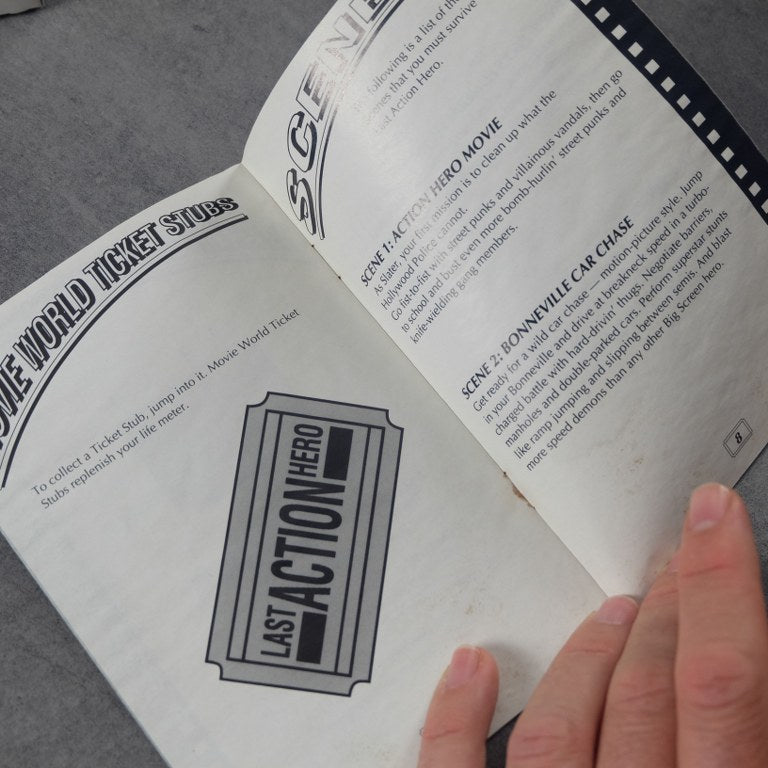 WORLD TICKET STUBS
To collect a Ticket Stub, jump into it. Movie World Ticket
Stubs replenish your life meter.
LAST
ACTION
HERO
following is a list of the
that you must survive
Last Action Hero.
SCENE 1: ACTION HERO MOVIE
As Slater, your first mission is to clean up what the
Hollywood Police cannot.
Go fist-to-fist with street punks and villainous vandals, then go
to school and bust even more bomb-hurlin' street punks and
knife-wielding gang members.
SCENE 2: BONNEVILLE CAR CHASE
Get ready for a wild car chase — motion-picture style. Jump
in your Bonneville and drive at breakneck speed in a turbo-
charged battle with hard-drivin' thugs. Negotiate barriers,
manholes and double-parked cars. Perform superstar stunts
like ramp jumping and slipping between semis. And blast
more speed demons than any other Big Screen hero.
8